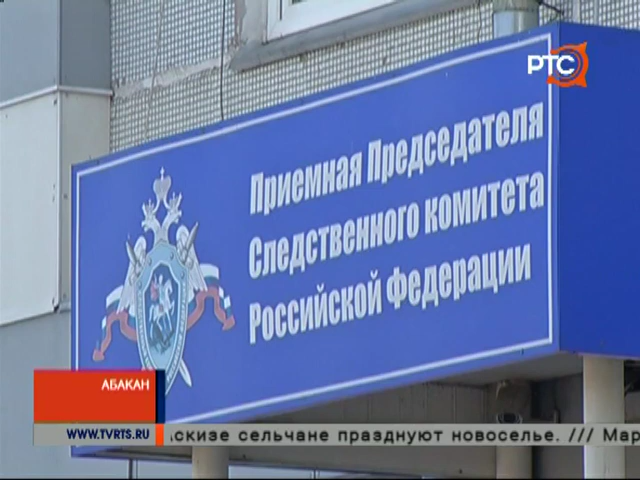 РТС
Приемная Председателя
Следственного комитета
Российской Федерации
АБАКАН
WWW.TVRTS.RU
сельчане празднуют новоселье. ///